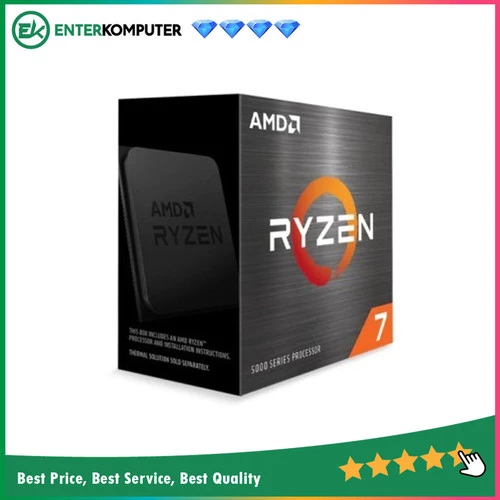 EK ENTERKOMPUTER
AMD
RYZEN
THIS BOX INCLUDES AN AMD RYZEN™
PROCESSOR AND INSTALLATION INSTRUCTIONS.
THERMAL SOLUTION SOLD SEPARATELY.
AMD
RYZEN
7
5000 SERIES PROCESSOR
Best Price, Best Service, Best Quality